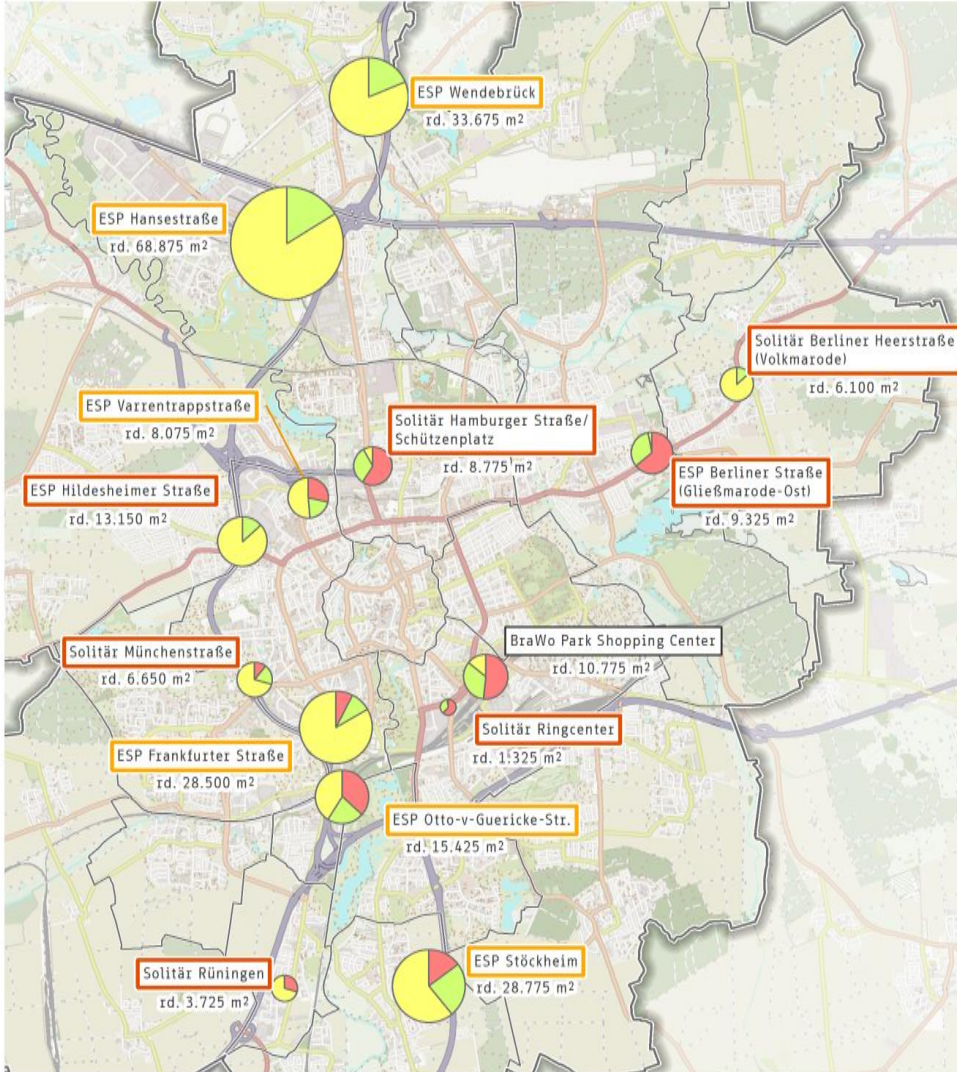 ESP Wendebrück
rd. 33.675 m²
ESP Hansestraße
rd. 68.875 m²
Solitär Berliner Heerstraße
(Volkmarode)
rd. 6.100 m²
ESP Varrentrappstraße
rd. 8.075 m²
Solitär Hamburger Straße/
Schützenplatz
rd. 8.775 m²
ESP Hildesheimer Straße
rd. 13.150 m²
ESP Berliner Straße
(Gließmarode-Ost)
rd. 9.325 m²
BraWo Park Shopping Center
rd. 10.775 m²
Solitär Münchenstraße
rd. 6.650 m²
Solitär Ringcenter
rd. 1.325 m²
ESP Frankfurter Straße
rd. 28.500 m²
ESP Otto-v-Guericke-Str.
rd. 15.425 m²
Solitär Rüningen
rd. 3.725 m²
ESP Stöckheim
rd. 28.775 m²